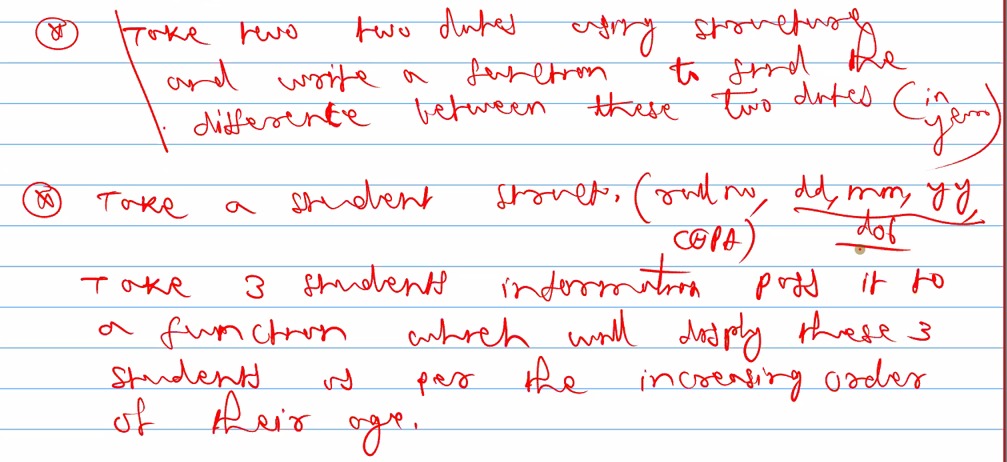 Take two two dates using structure
and write a function to find the
difference between these two dates (in
year)
Take a student struct. (roll no, dd, mm, yy,
CGPA) dob
Take 3 students information pass it to
a function which will display these 3
students as per the increasing order
of their age.